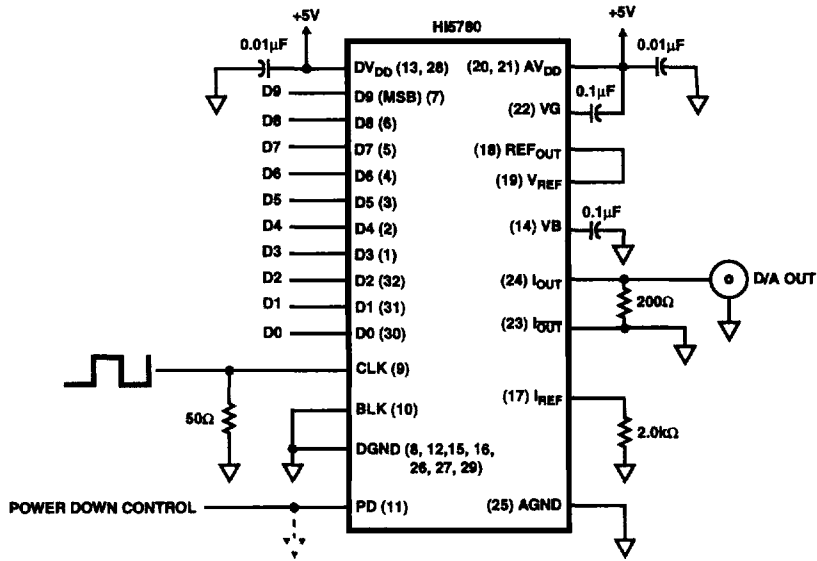 +5V
HI5780
+5V
0.01µF
0.01µF
DVDD (13, 28)
(20, 21) AVDD
D9
D9 (MSB) (7)
0.1µF
(22) VG
D8
D8 (6)
D7
D7 (5)
(18) REFOUT
D6
D6 (4)
(19) VREF
D5
D5 (3)
D4
D4 (2)
0.1µF
(14) VB
D3
D3 (1)
D2
D2 (32)
(24) IOUT
D/A OUT
D1
D1 (31)
200Ω
D0
D0 (30)
(23) I̅O̅U̅T̅
CLK (9)
50Ω
BLK (10)
(17) IREF
2.0kΩ
DGND (8, 12,15, 16,
26, 27, 29)
POWER DOWN CONTROL
PD (11)
(25) AGND